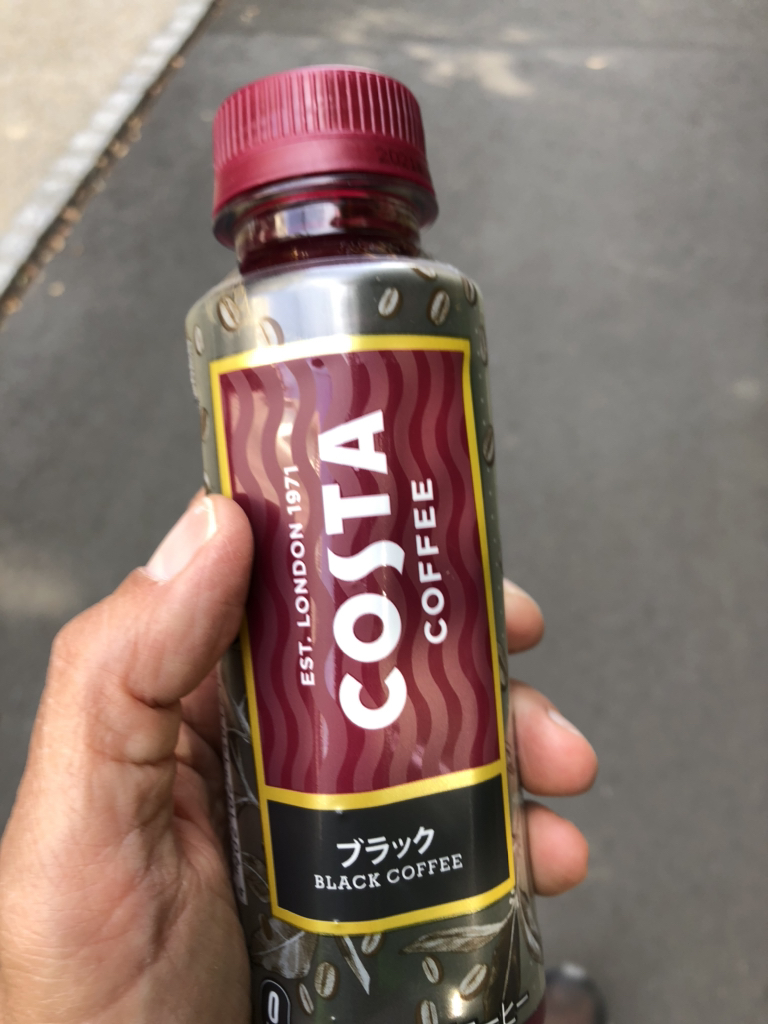 EST. LONDON 1971
COSTA
COFFEE
ブラック
BLACK COFFEE